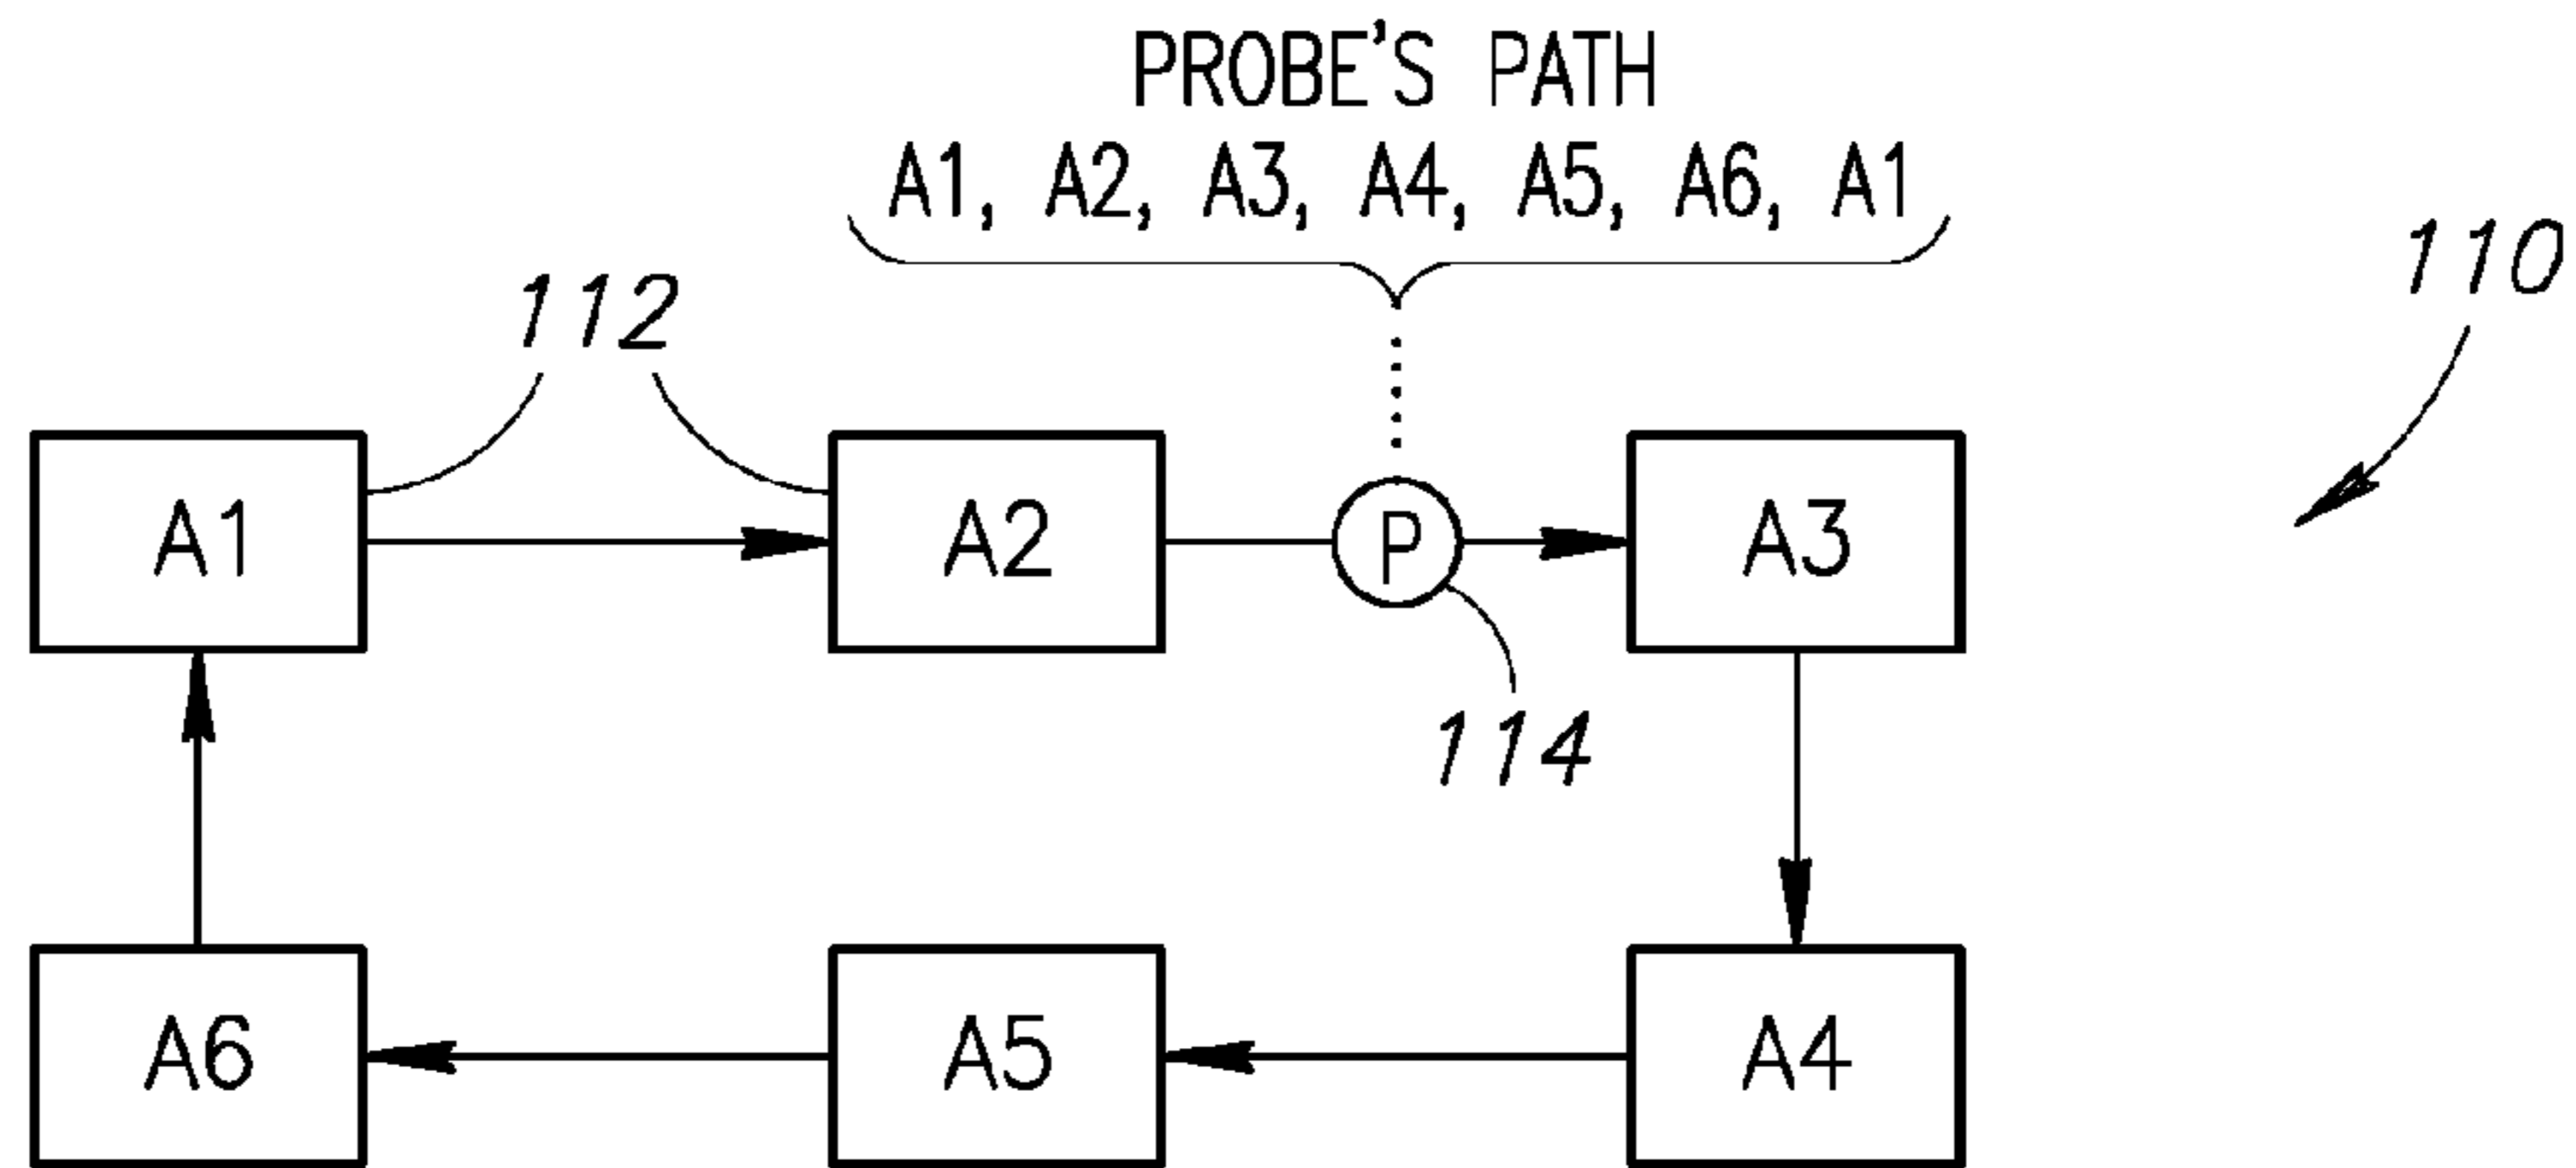 PROBE'S PATH
A1, A2, A3, A4, A5, A6, A1
110
112
A1
A2
P
A3
114
A6
A5
A4